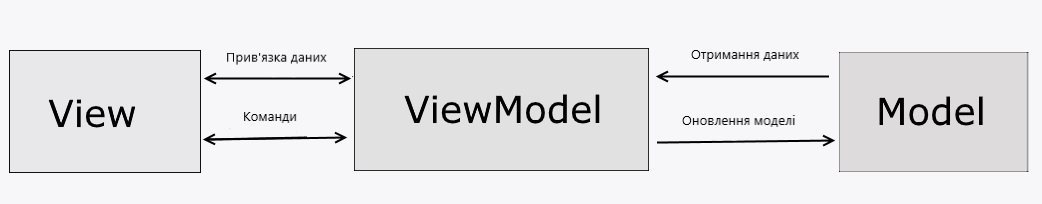 View
Прив'язка даних
Команди
ViewModel
Отримання даних
Оновлення моделі
Model